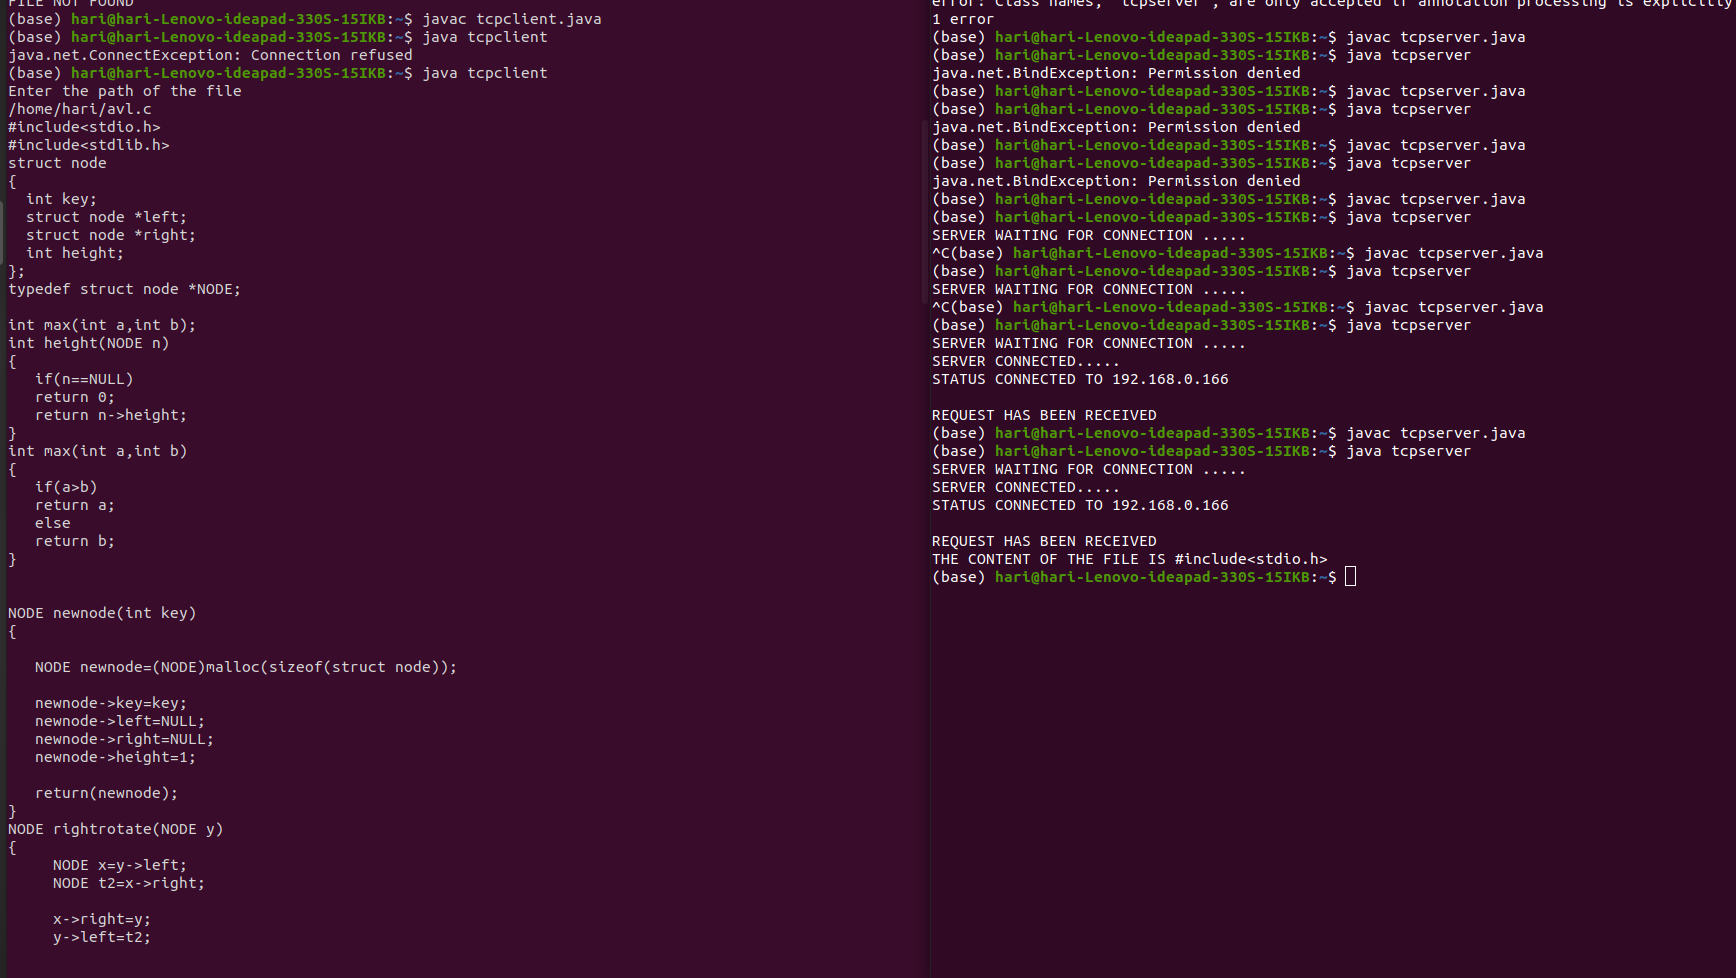 FILE NOT FOUND
(base) hari@hari-Lenovo-ideapad-330S-15IKB:~$ javac tcpclient.java
(base) hari@hari-Lenovo-ideapad-330S-15IKB:~$ java tcpclient
java.net.ConnectException: Connection refused
(base) hari@hari-Lenovo-ideapad-330S-15IKB:~$ java tcpclient
Enter the path of the file
/home/hari/avl.c
#include<stdio.h>
#include<stdlib.h>
struct node
{
  int key;
  struct node *left;
  struct node *right;
  int height;
};
typedef struct node *NODE;

int max(int a,int b);
int height(NODE n)
{
   if(n==NULL)
   return 0;
   return n->height;
}
int max(int a,int b)
{
   if(a>b)
   return a;
   else
   return b;
}


NODE newnode(int key)
{

   NODE newnode=(NODE)malloc(sizeof(struct node));

   newnode->key=key;
   newnode->left=NULL;
   newnode->right=NULL;
   newnode->height=1;

   return(newnode);
}
NODE rightrotate(NODE y)
{
     NODE x=y->left;
     NODE t2=x->right;

     x->right=y;
     y->left=t2;

error: Class names, 'tcpserver', are only accepted if annotation processing is explicitly
1 error
(base) hari@hari-Lenovo-ideapad-330S-15IKB:~$ javac tcpserver.java
(base) hari@hari-Lenovo-ideapad-330S-15IKB:~$ java tcpserver
java.net.BindException: Permission denied
(base) hari@hari-Lenovo-ideapad-330S-15IKB:~$ javac tcpserver.java
(base) hari@hari-Lenovo-ideapad-330S-15IKB:~$ java tcpserver
java.net.BindException: Permission denied
(base) hari@hari-Lenovo-ideapad-330S-15IKB:~$ javac tcpserver.java
(base) hari@hari-Lenovo-ideapad-330S-15IKB:~$ java tcpserver
java.net.BindException: Permission denied
(base) hari@hari-Lenovo-ideapad-330S-15IKB:~$ javac tcpserver.java
(base) hari@hari-Lenovo-ideapad-330S-15IKB:~$ java tcpserver
SERVER WAITING FOR CONNECTION .....
^C(base) hari@hari-Lenovo-ideapad-330S-15IKB:~$ javac tcpserver.java
(base) hari@hari-Lenovo-ideapad-330S-15IKB:~$ java tcpserver
SERVER WAITING FOR CONNECTION .....
^C(base) hari@hari-Lenovo-ideapad-330S-15IKB:~$ javac tcpserver.java
(base) hari@hari-Lenovo-ideapad-330S-15IKB:~$ java tcpserver
SERVER WAITING FOR CONNECTION .....
SERVER CONNECTED.....
STATUS CONNECTED TO 192.168.0.166

REQUEST HAS BEEN RECEIVED
(base) hari@hari-Lenovo-ideapad-330S-15IKB:~$ javac tcpserver.java
(base) hari@hari-Lenovo-ideapad-330S-15IKB:~$ java tcpserver
SERVER WAITING FOR CONNECTION .....
SERVER CONNECTED.....
STATUS CONNECTED TO 192.168.0.166

REQUEST HAS BEEN RECEIVED
THE CONTENT OF THE FILE IS #include<stdio.h>
(base) hari@hari-Lenovo-ideapad-330S-15IKB:~$